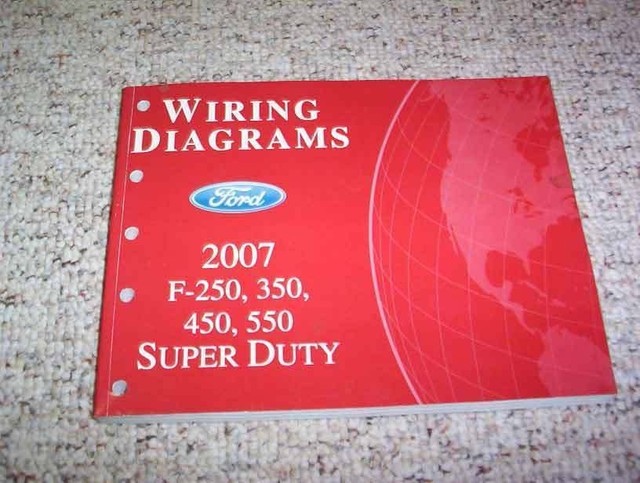 WIRING
DIAGRAMS
Ford
2007
F-250, 350,
450, 550
SUPER DUTY